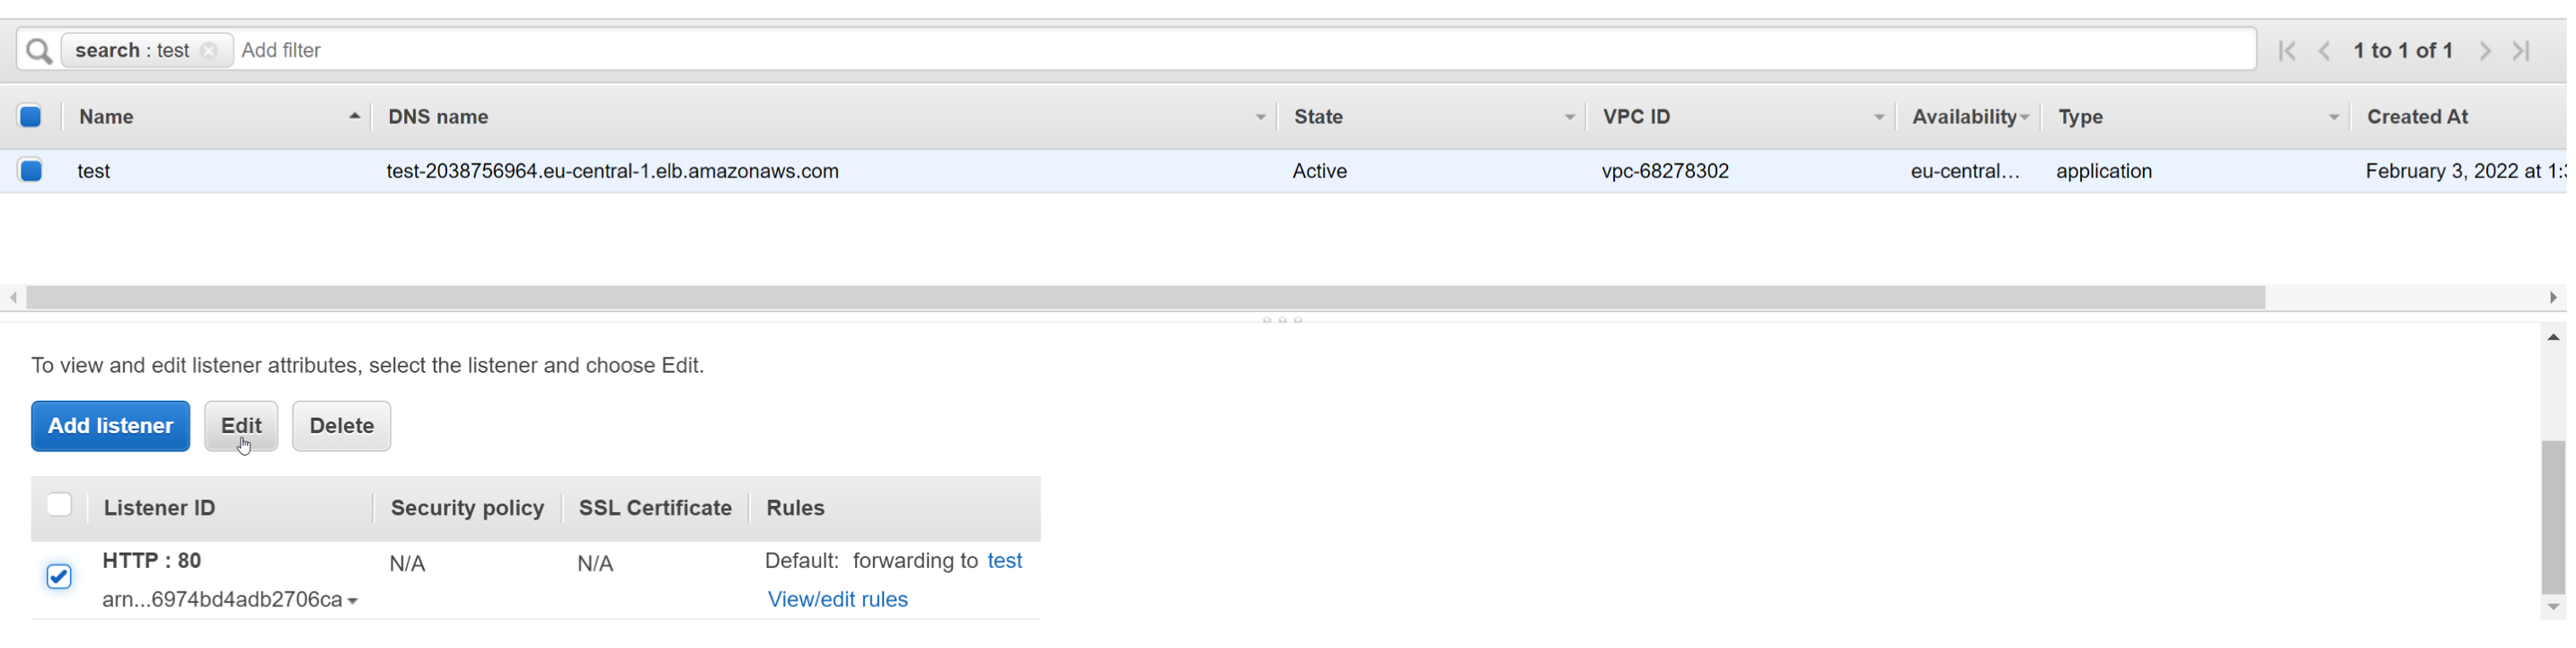 search : test Add filter 1 to 1 of 1
Name DNS name State VPC ID Availability Type Created At
test test-2038756964.eu-central-1.elb.amazonaws.com Active vpc-68278302 eu-central... application February 3, 2022 at 1:
To view and edit listener attributes, select the listener and choose Edit.
Add listener Edit Delete
Listener ID Security policy SSL Certificate Rules
HTTP : 80 N/A N/A Default: forwarding to test
arn...6974bd4adb2706ca View/edit rules